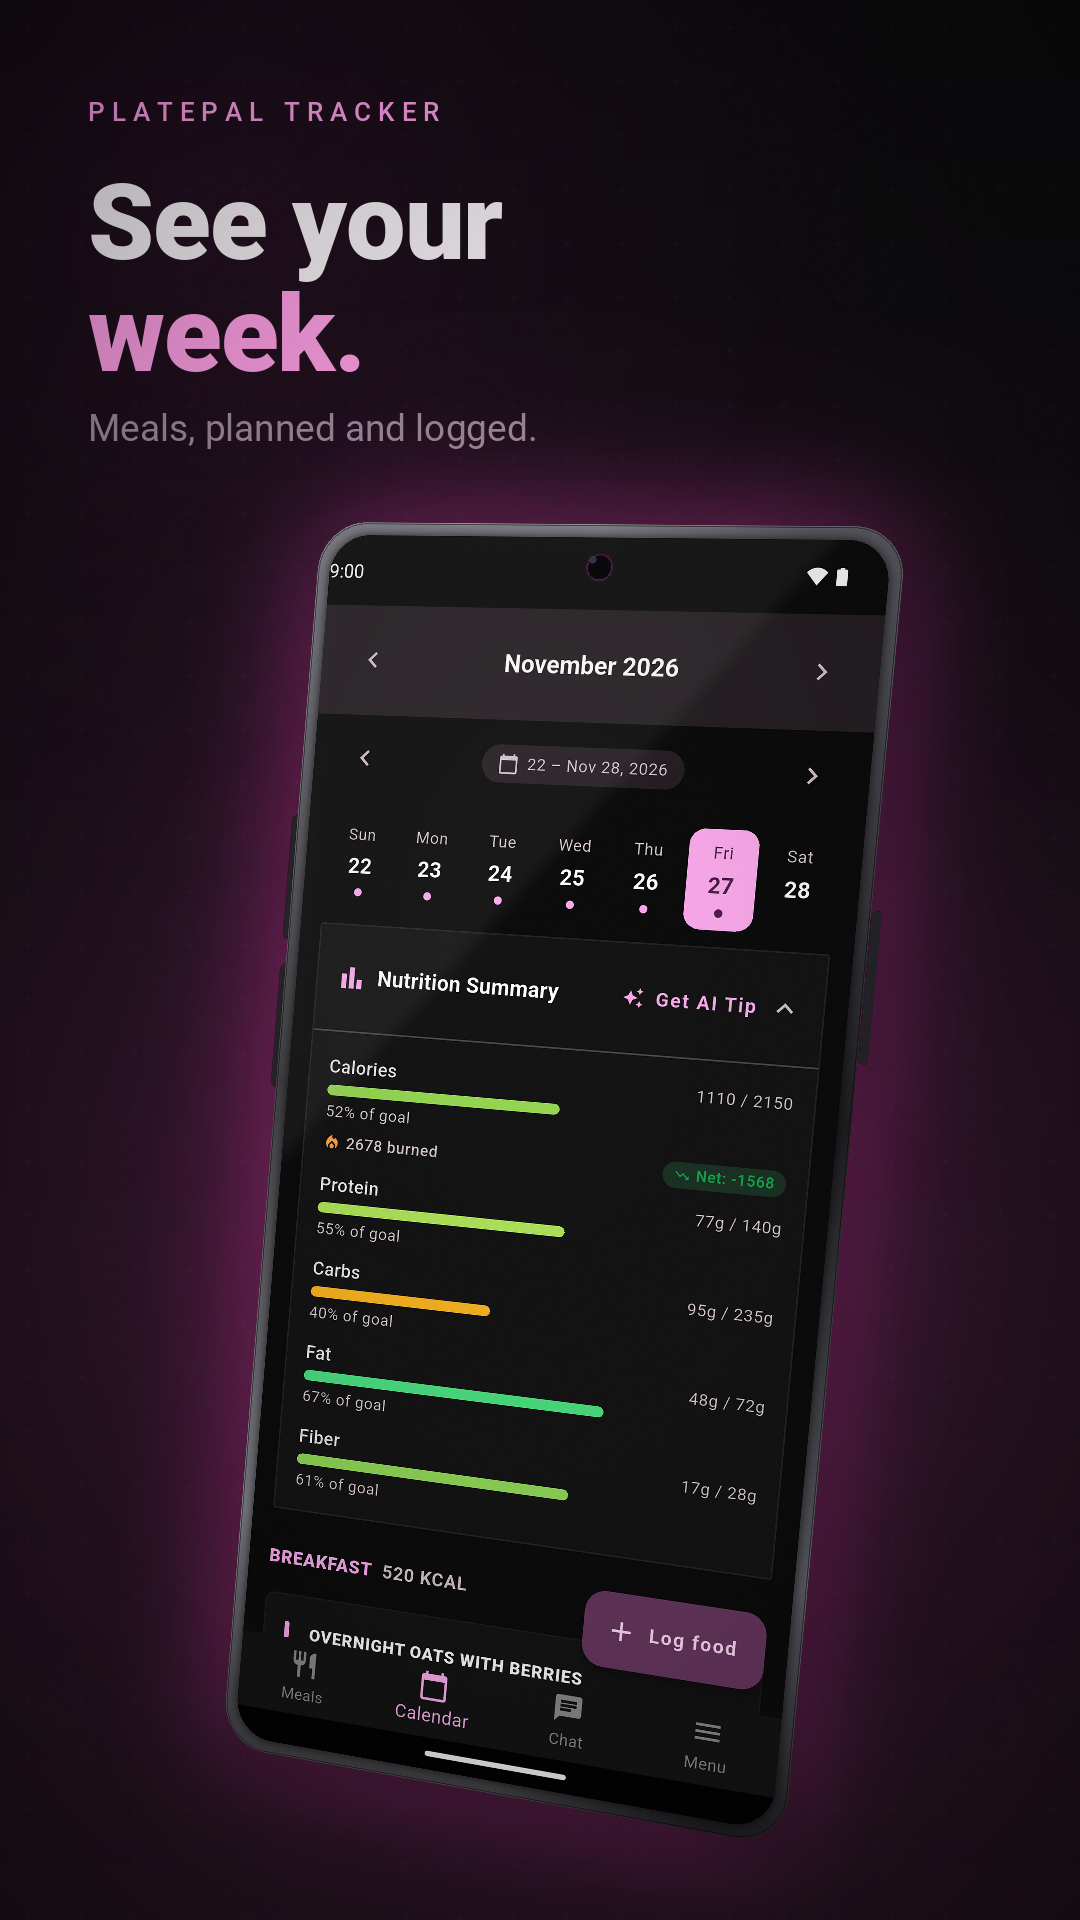 PLATEPAL TRACKER
See your
week.
Meals, planned and logged.
9:00
November 2026
22 – Nov 28, 2026
Sun Mon Tue Wed Thu Fri Sat
22 23 24 25 26 27 28
Nutrition Summary
Get AI Tip
Calories
1110 / 2150
52% of goal
2678 burned
Net: -1568
Protein
77g / 140g
55% of goal
Carbs
95g / 235g
40% of goal
Fat
48g / 72g
67% of goal
Fiber
17g / 28g
61% of goal
BREAKFAST 520 KCAL
Log food
OVERNIGHT OATS WITH BERRIES
Meals
Calendar
Chat
Menu